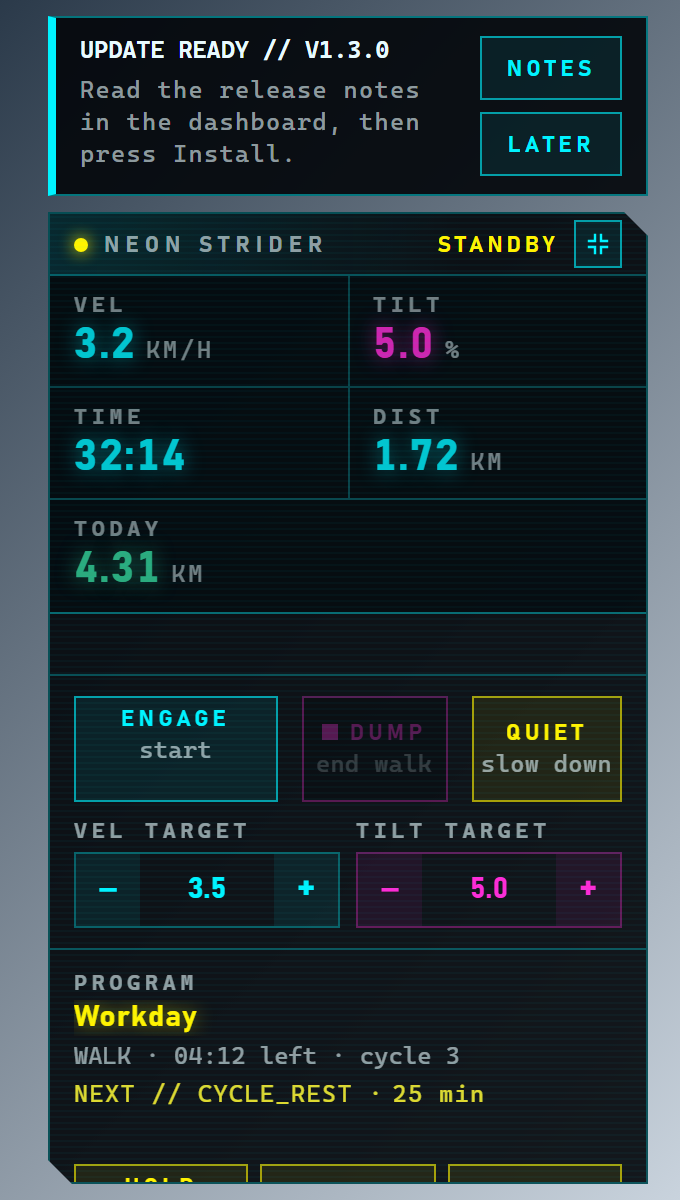 UPDATE READY // V1.3.0
Read the release notes
in the dashboard, then
press Install.
NOTES
LATER
NEON STRIDER
STANDBY
VEL
3.2 KM/H
TILT
5.0 %
TIME
32:14
DIST
1.72 KM
TODAY
4.31 KM
ENGAGE
start
DUMP
end walk
QUIET
slow down
VEL TARGET
TILT TARGET
– 3.5 +
– 5.0 +
PROGRAM
Workday
WALK · 04:12 left · cycle 3
NEXT // CYCLE_REST · 25 min